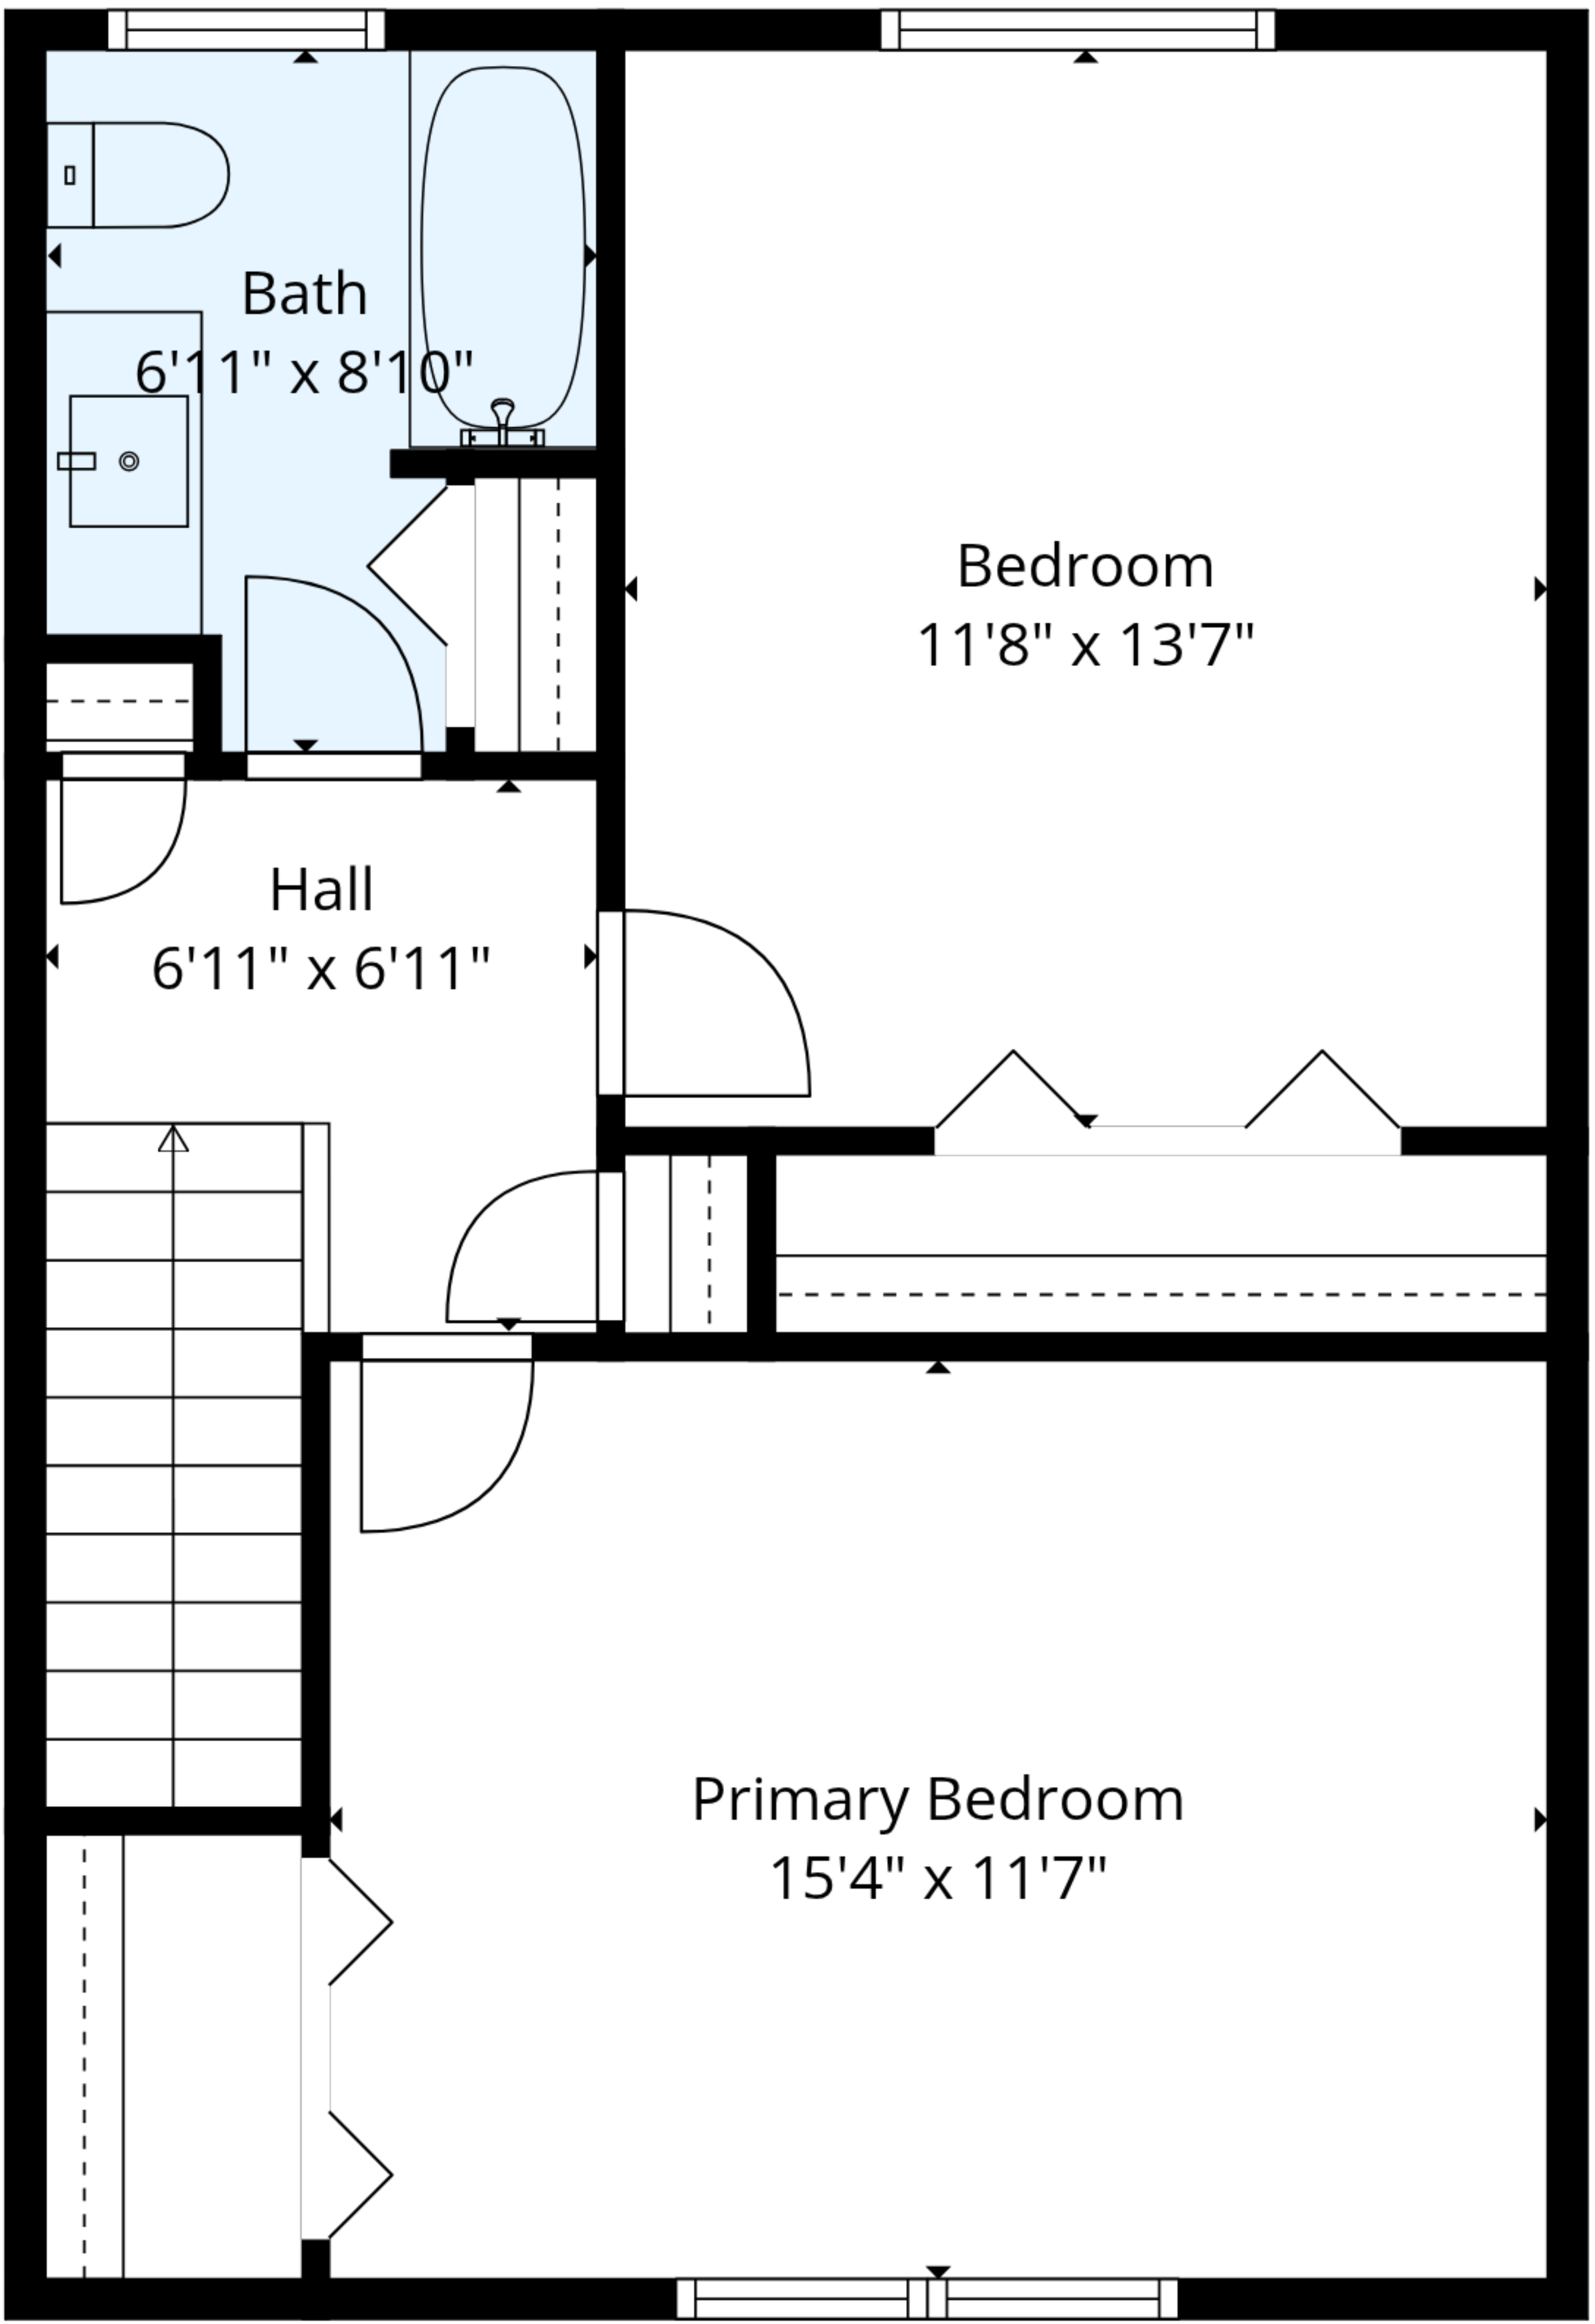 Bath
6'11" x 8'10"
Bedroom
11'8" x 13'7"
Hall
6'11" x 6'11"
Primary Bedroom
15'4" x 11'7"